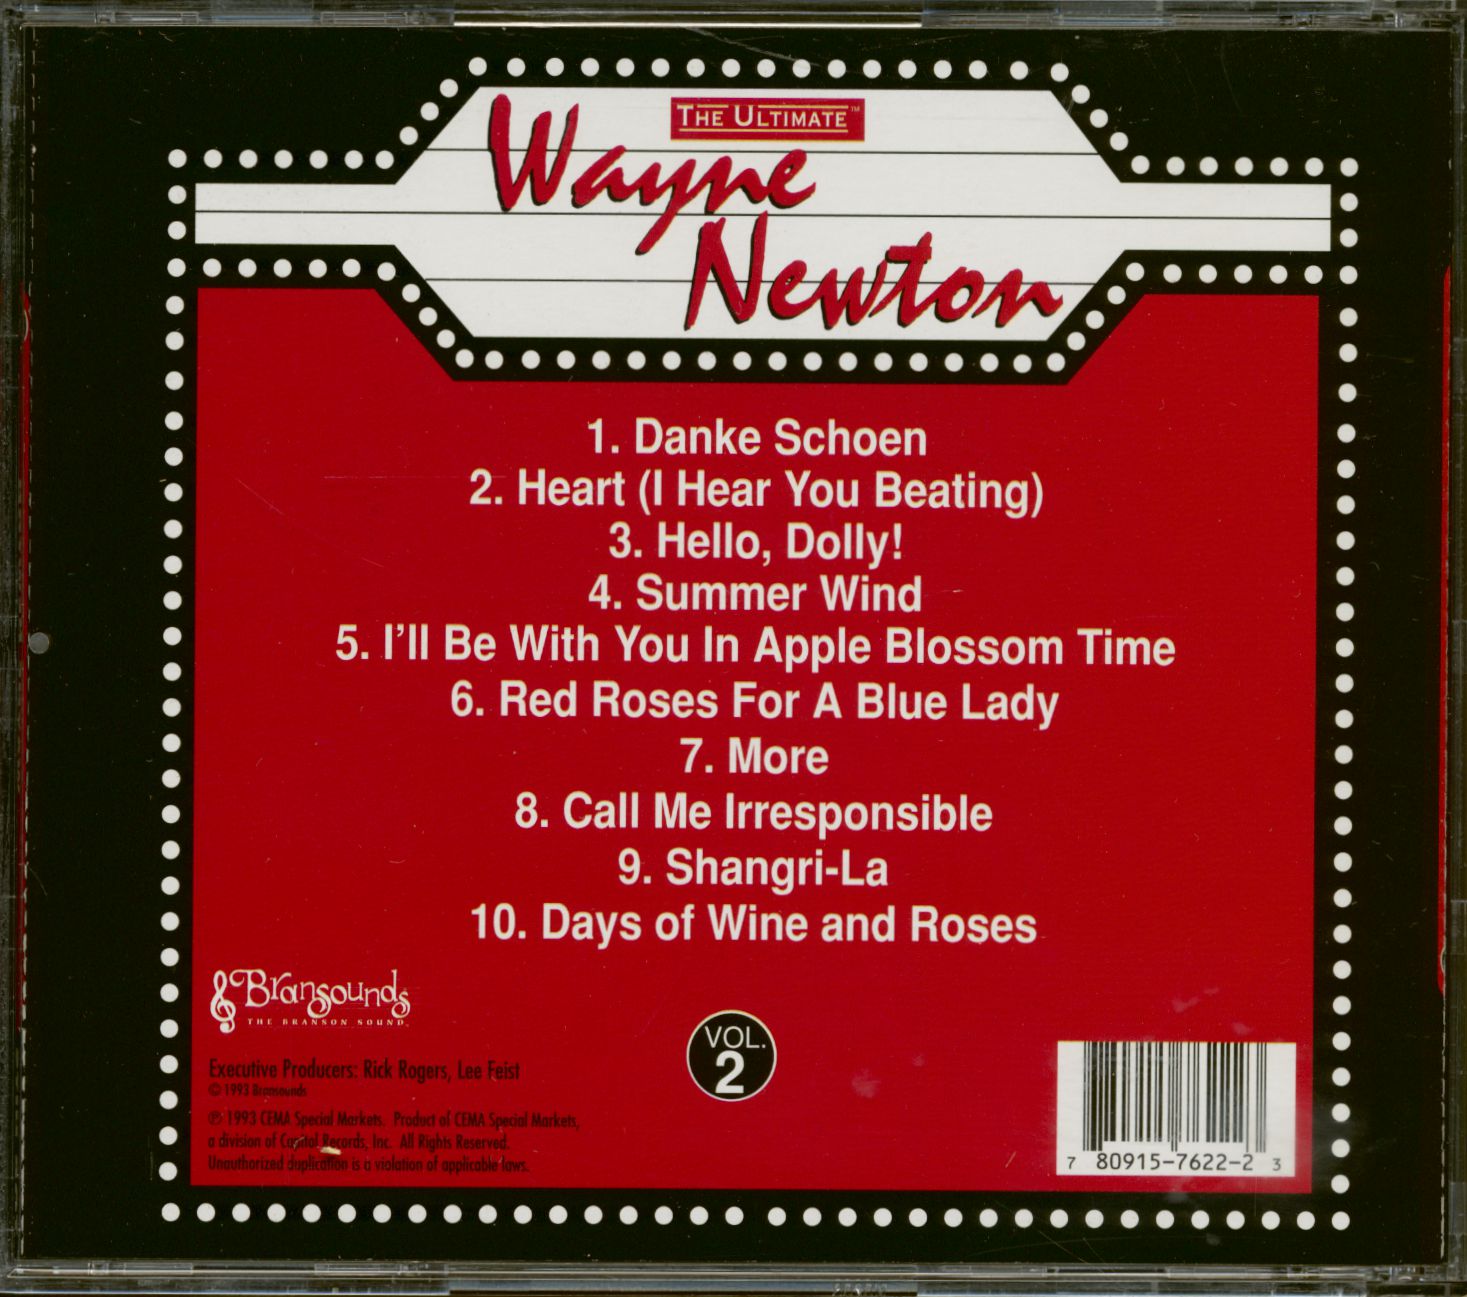 THE ULTIMATE™
Wayne
Newton
1. Danke Schoen
2. Heart (I Hear You Beating)
3. Hello, Dolly!
4. Summer Wind
5. I'll Be With You In Apple Blossom Time
6. Red Roses For A Blue Lady
7. More
8. Call Me Irresponsible
9. Shangri-La
10. Days of Wine and Roses
Bransounds
THE BRANSON SOUND
VOL.
2
Executive Producers: Rick Rogers, Lee Feist
© 1993 Bransounds
℗ 1993 CEMA Special Markets. Product of CEMA Special Markets,
a division of Capitol Records, Inc. All Rights Reserved.
Unauthorized duplication is a violation of applicable laws.
7 80915-7622-2 3